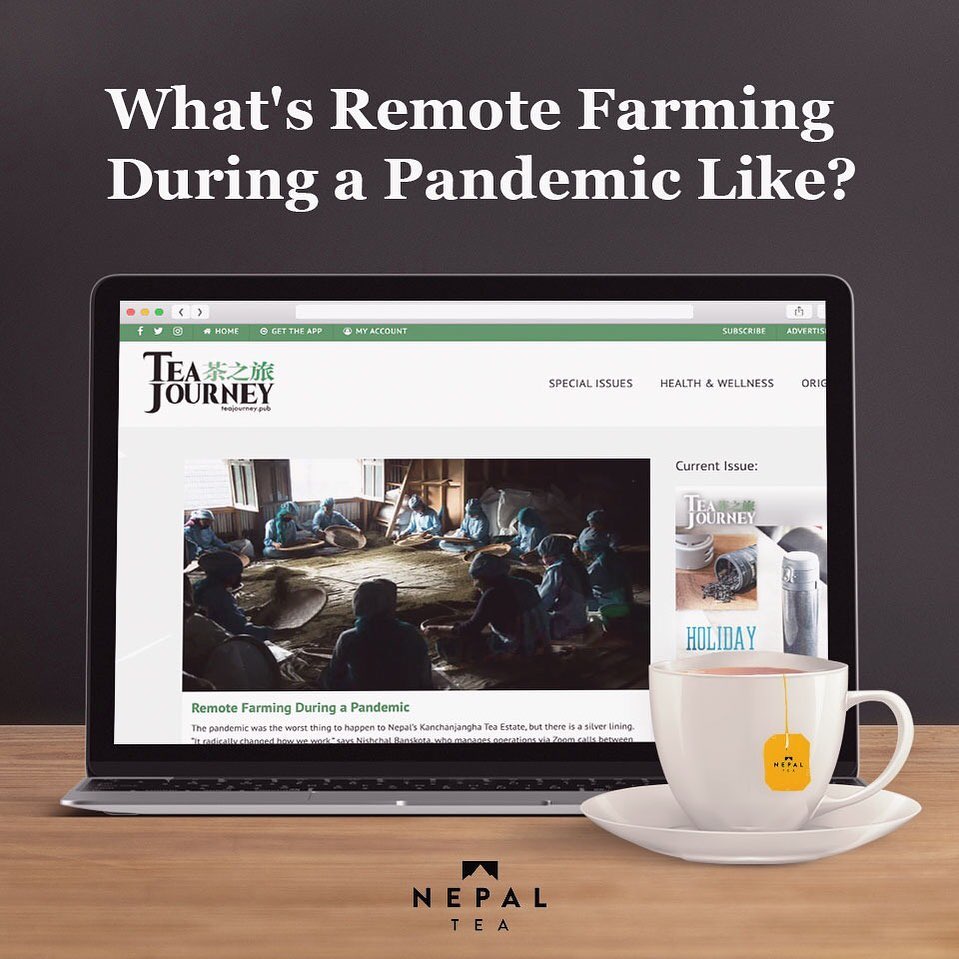 What's Remote Farming
During a Pandemic Like?
HOME GET THE APP MY ACCOUNT SUBSCRIBE ADVERTIS
TEA 茶之旅
JOURNEY
teajourney.pub
SPECIAL ISSUES HEALTH & WELLNESS ORIG
Current Issue:
TEA 茶之旅
JOURNEY
HOLIDAY
Remote Farming During a Pandemic
The pandemic was the worst thing to happen to Nepal's Kanchanjangha Tea Estate, but there is a silver lining.
"It radically changed how we work," says Nishchal Banskota, who manages operations via Zoom calls between
NEPAL
TEA
NEPAL
TEA